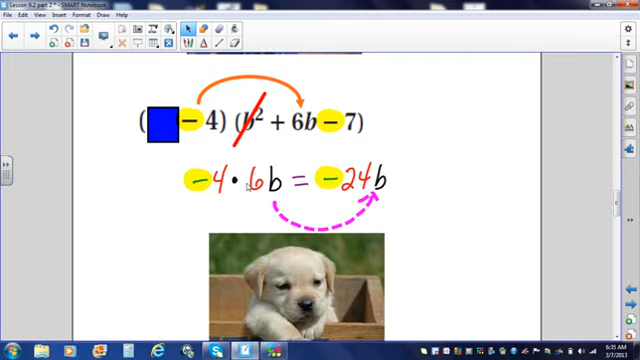 Lesson 9.2 part 2 * - SMART Notebook
File Edit View Insert Format Tools Draw Help
( − 4) (b² + 6b − 7)
−4 • 6b = −24b
6:35 AM
3/7/2013